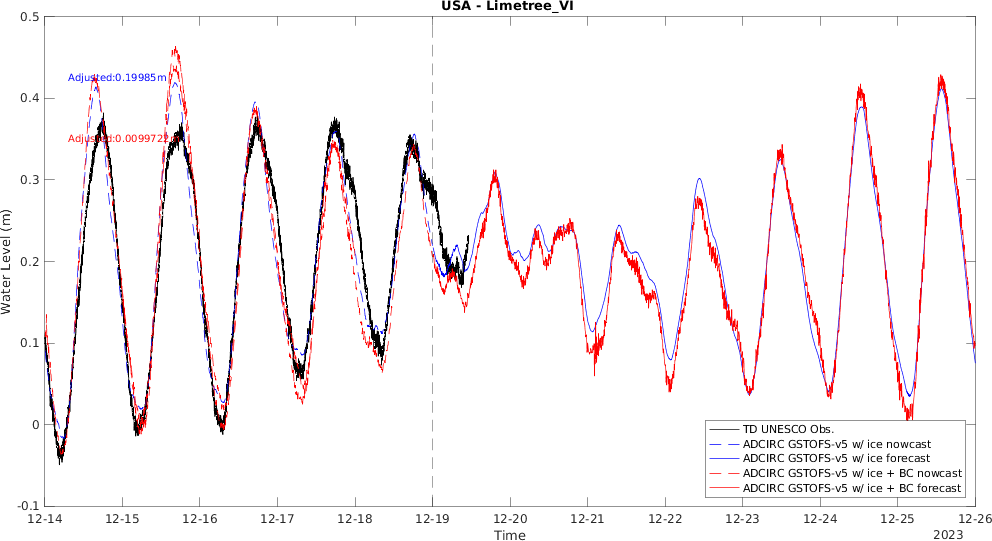 USA - Limetree_VI
0.5
0.4
0.3
0.2
0.1
0
-0.1
Water Level (m)
Adjusted:0.19985m
Adjusted:0.0099722
TD UNESCO Obs.
ADCIRC GSTOFS-v5 w/ ice nowcast
ADCIRC GSTOFS-v5 w/ ice forecast
ADCIRC GSTOFS-v5 w/ ice + BC nowcast
ADCIRC GSTOFS-v5 w/ ice + BC forecast
12-14 12-15 12-16 12-17 12-18 12-19 12-20 12-21 12-22 12-23 12-24 12-25 12-26
Time
2023